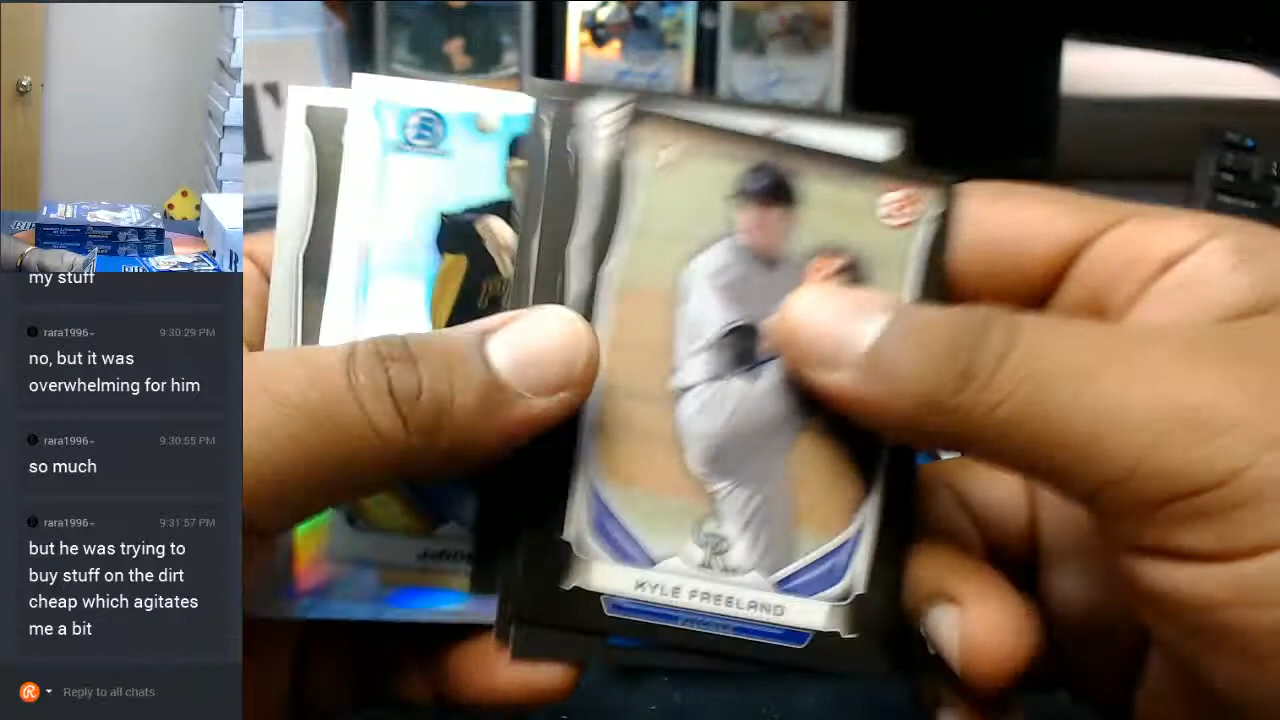 my stuff
rara1996~ 9:30:29 PM
no, but it was
overwhelming for him
rara1996~ 9:30:55 PM
so much
rara1996~ 9:31:57 PM
but he was trying to
buy stuff on the dirt
cheap which agitates
me a bit
Reply to all chats
CR
KYLE FREELAND